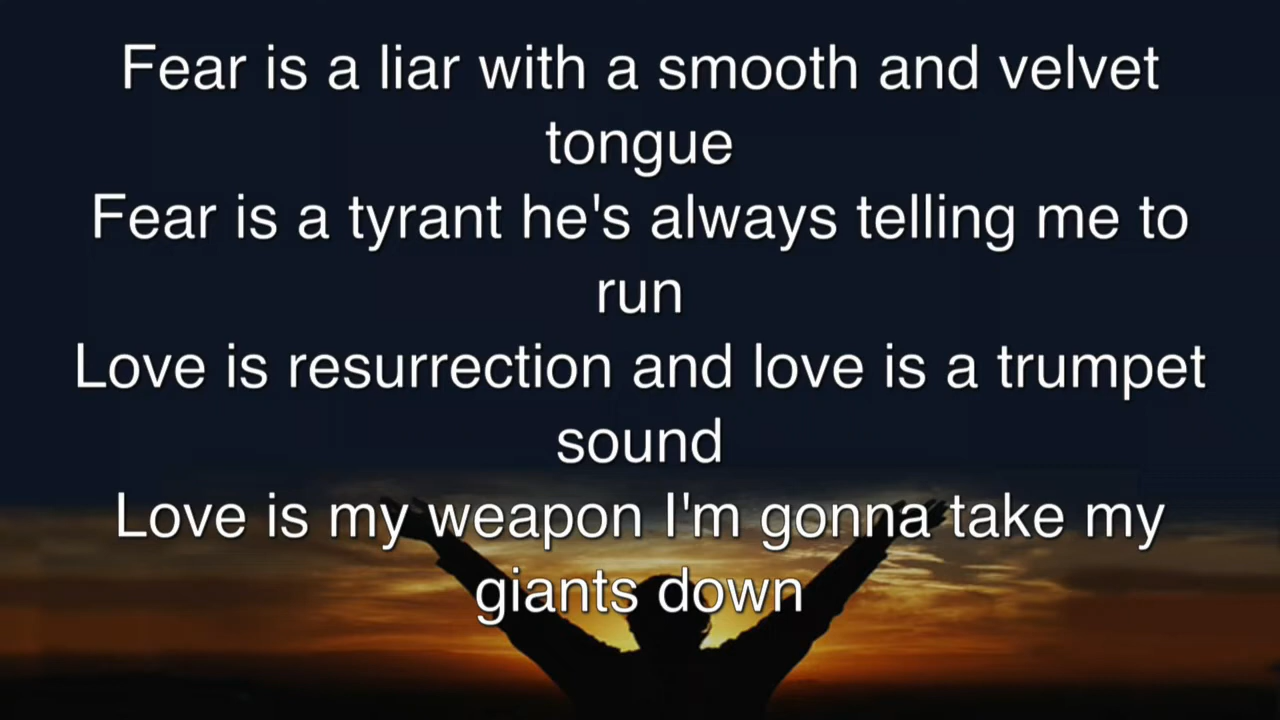 Fear is a liar with a smooth and velvet
tongue
Fear is a tyrant he's always telling me to
run
Love is resurrection and love is a trumpet
sound
Love is my weapon I'm gonna take my
giants down